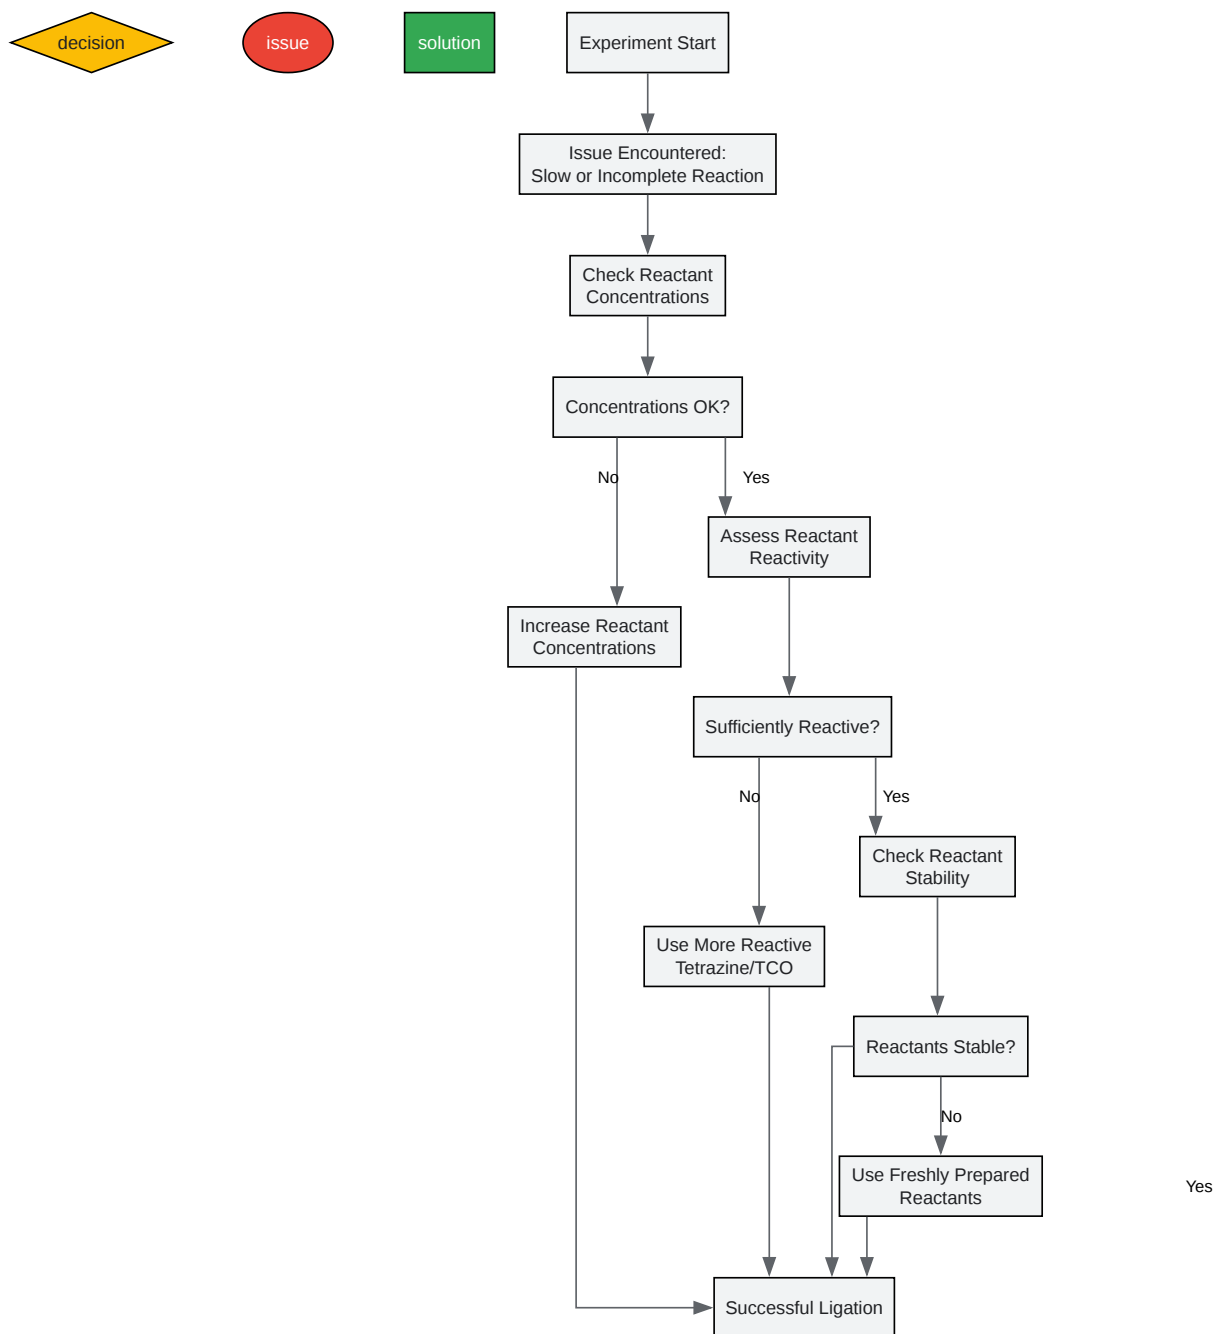 decision
issue
solution
Experiment Start
Issue Encountered:
Slow or Incomplete Reaction
Check Reactant
Concentrations
Concentrations OK?
No
Yes
Assess Reactant
Reactivity
Increase Reactant
Concentrations
Sufficiently Reactive?
No
Yes
Check Reactant
Stability
Use More Reactive
Tetrazine/TCO
Reactants Stable?
No
Use Freshly Prepared
Reactants
Yes
Successful Ligation